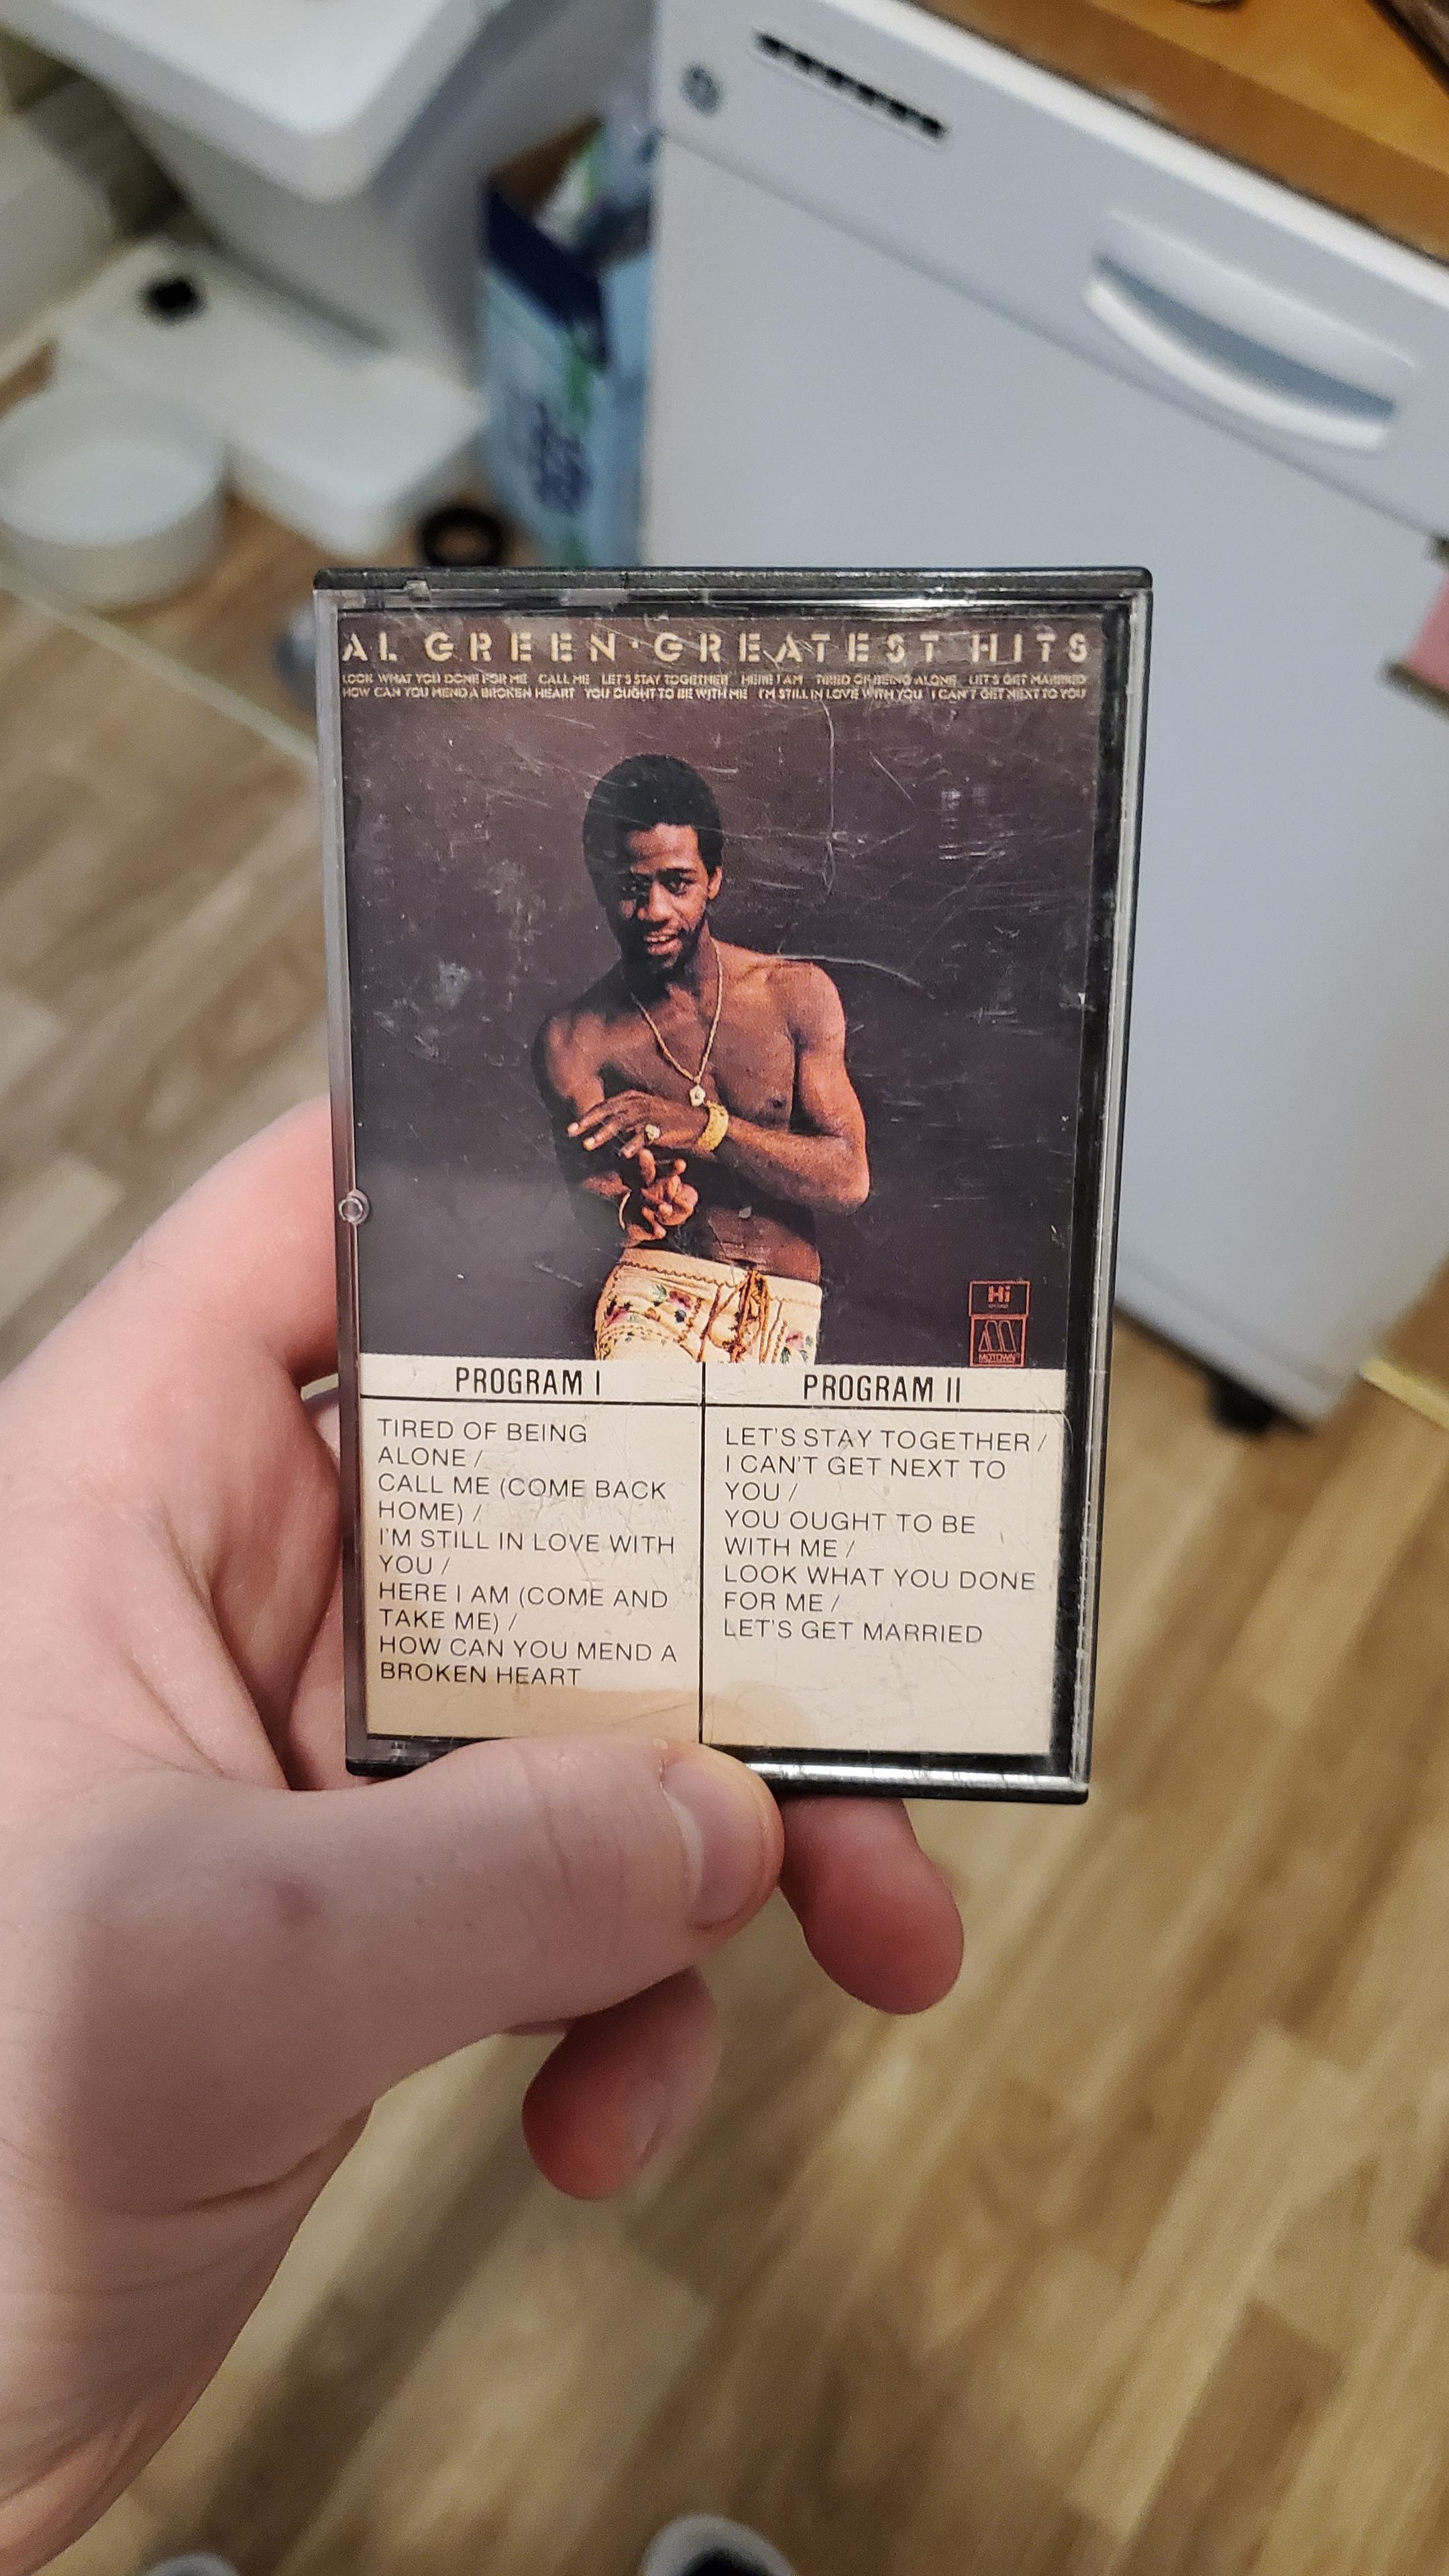 AL GREEN·GREATEST HITS
LOOK WHAT YOU DONE FOR ME CALL ME LET'S STAY TOGETHER HERE I AM TIRED OF BEING ALONE LET'S GET MARRIED
HOW CAN YOU MEND A BROKEN HEART YOU OUGHT TO BE WITH ME I'M STILL IN LOVE WITH YOU I CAN'T GET NEXT TO YOU
Hi
MOTOWN
PROGRAM I
TIRED OF BEING
ALONE /
CALL ME (COME BACK
HOME) /
I'M STILL IN LOVE WITH
YOU /
HERE I AM (COME AND
TAKE ME) /
HOW CAN YOU MEND A
BROKEN HEART
PROGRAM II
LET'S STAY TOGETHER /
I CAN'T GET NEXT TO
YOU /
YOU OUGHT TO BE
WITH ME /
LOOK WHAT YOU DONE
FOR ME /
LET'S GET MARRIED